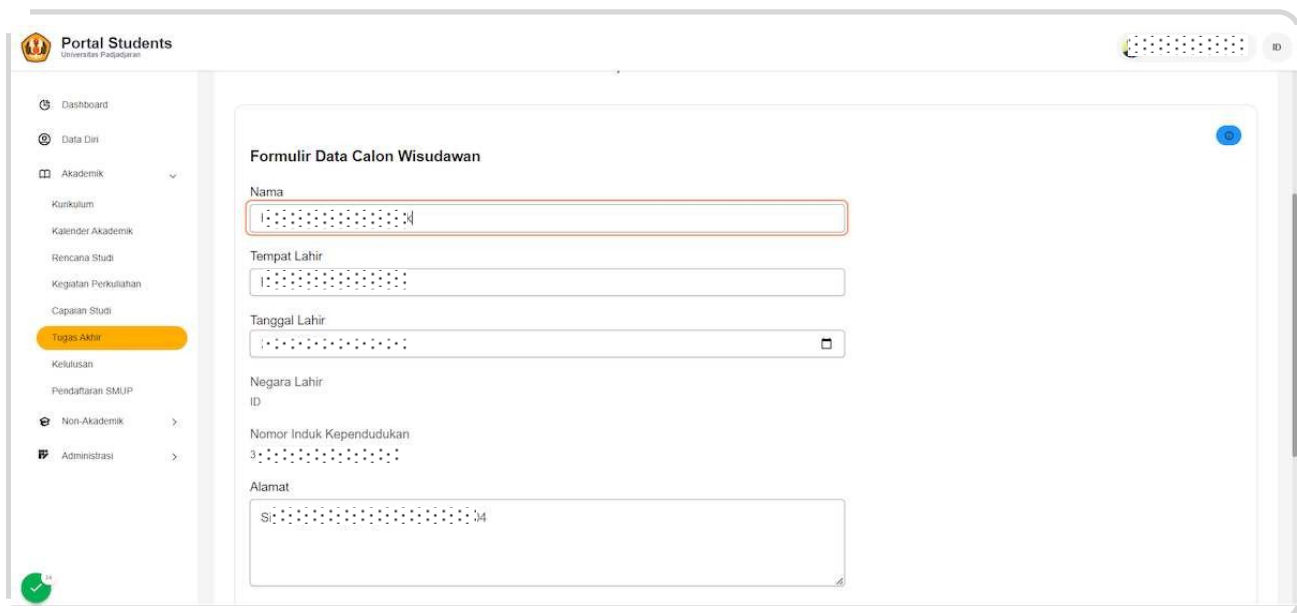 Portal Students
Universitas Padjadjaran
ID
Dashboard
Data Diri
Akademik
Kurikulum
Kalender Akademik
Rencana Studi
Kegiatan Perkuliahan
Capaian Studi
Tugas Akhir
Kelulusan
Pendaftaran SMUP
Non-Akademik
Administrasi
Formulir Data Calon Wisudawan
Nama
Tempat Lahir
Tanggal Lahir
Negara Lahir
ID
Nomor Induk Kependudukan
3
Alamat